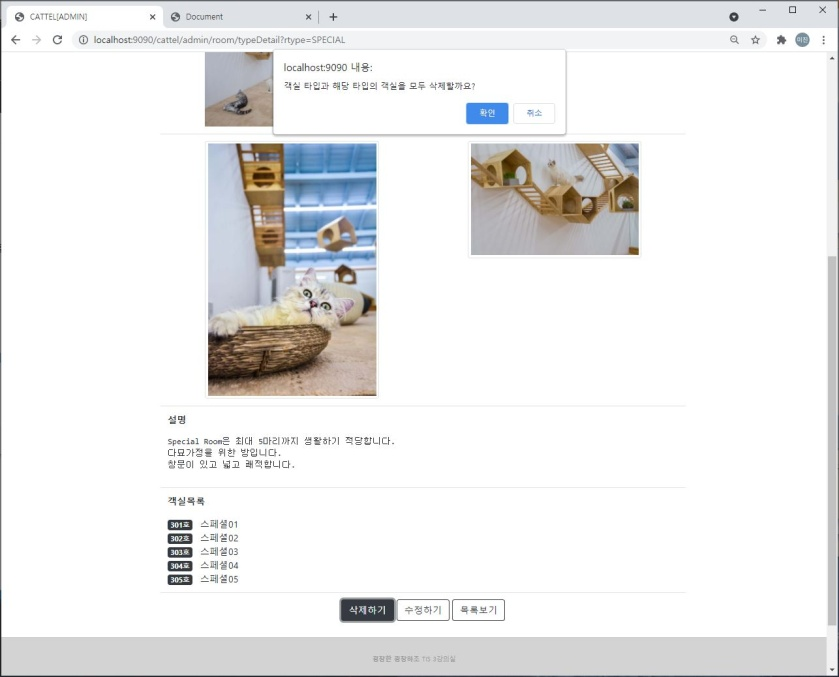 CATTEL[ADMIN]
Document
localhost:9090/cattel/admin/room/typeDetail?rtype=SPECIAL
이진
localhost:9090 내용:
객실 타입과 해당 타입의 객실을 모두 삭제할까요?
확인
취소
설명
Special Room은 최대 5마리까지 생활하기 적당합니다.
다묘가정을 위한 방입니다.
창문이 있고 넓고 쾌적합니다.
객실목록
301호 스페셜01
302호 스페셜02
303호 스페셜03
304호 스페셜04
305호 스페셜05
삭제하기
수정하기
목록보기